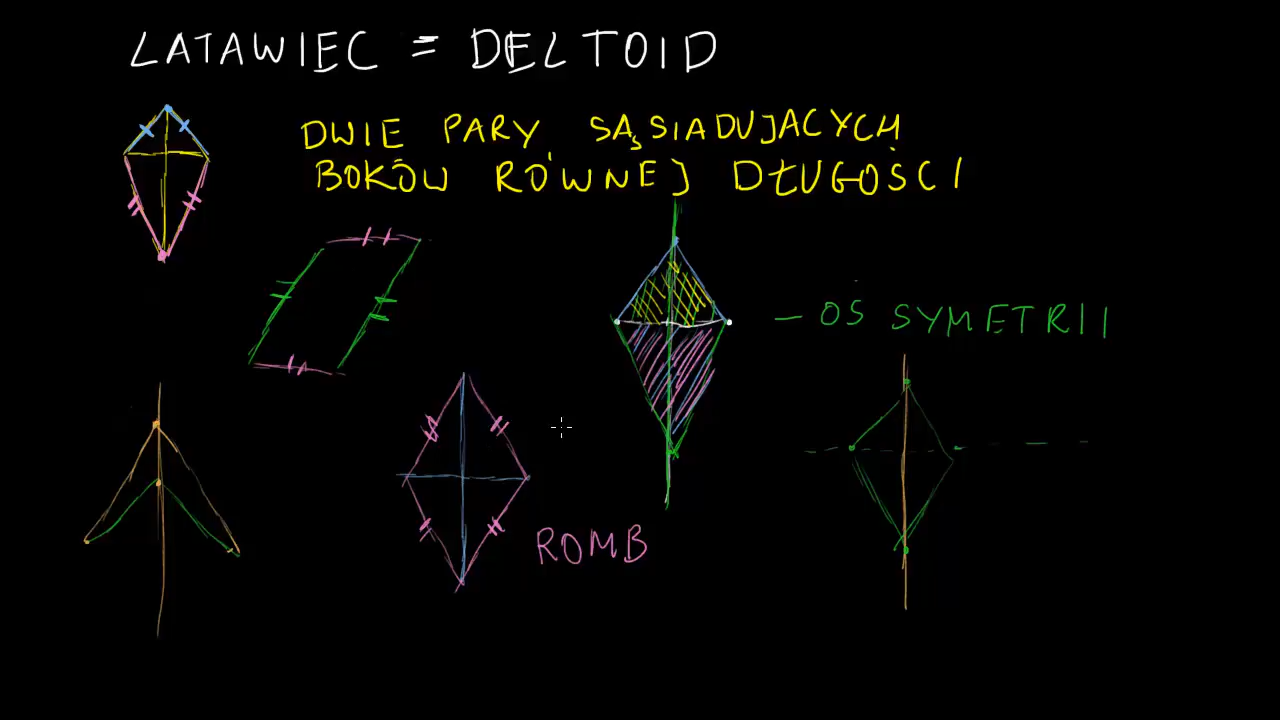 LATAWIEC = DELTOID
DWIE PARY SĄSIADUJĄCYCH
BOKÓW RÓWNEJ DŁUGOŚCI
- OŚ SYMETRII
ROMB